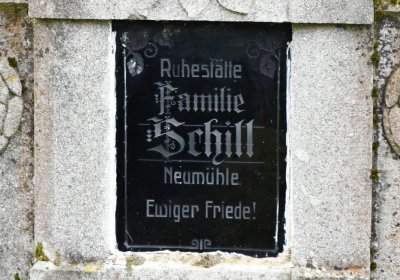 Ruhestätte
Familie
Schill
Neumühle.
Ewiger Friede!